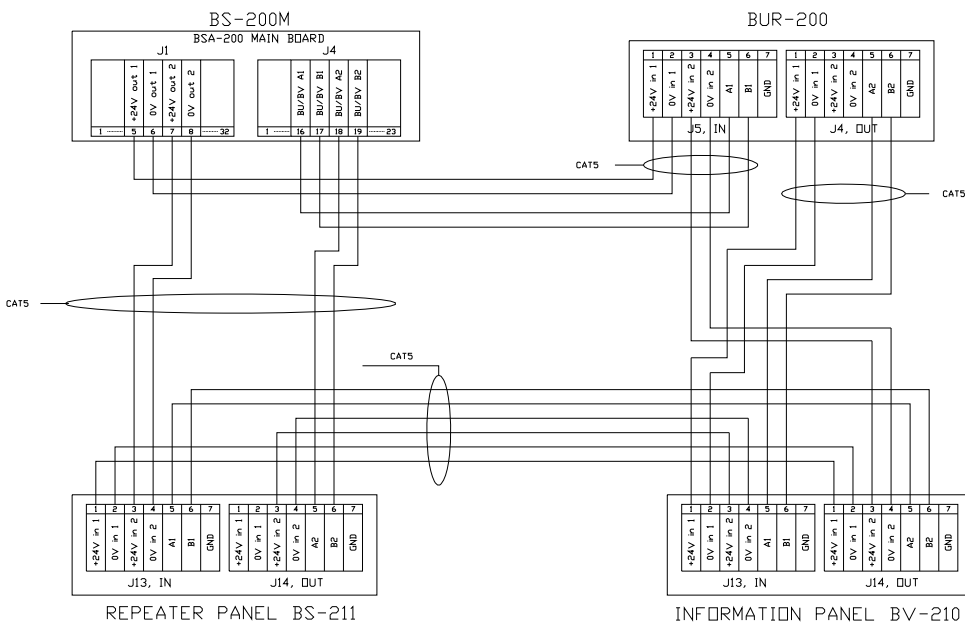 BS-200M
BSA-200 MAIN BOARD
J1
J4
+24V out 1
0V out 1
+24V out 2
0V out 2
BU/BV A1
BU/BV B1
BU/BV A2
BU/BV B2
1 ------- 5 6 7 8 ------- 32
1 ------- 16 17 18 19 ------- 23
BUR-200
1 2 3 4 5 6 7
+24V in 1
0V in 1
+24V in 2
0V in 2
A1
B1
GND
J5, IN
1 2 3 4 5 6 7
+24V in 1
0V in 1
+24V in 2
0V in 2
A2
B2
GND
J4, OUT
CAT5
CAT5
CAT5
CAT5
1 2 3 4 5 6 7
+24V in 1
0V in 1
+24V in 2
0V in 2
A1
B1
GND
J13, IN
1 2 3 4 5 6 7
+24V in 1
0V in 1
+24V in 2
0V in 2
A2
B2
GND
J14, OUT
REPEATER PANEL BS-211
1 2 3 4 5 6 7
+24V in 1
0V in 1
+24V in 2
0V in 2
A1
B1
GND
J13, IN
1 2 3 4 5 6 7
+24V in 1
0V in 1
+24V in 2
0V in 2
A2
B2
GND
J14, OUT
INFORMATION PANEL BV-210